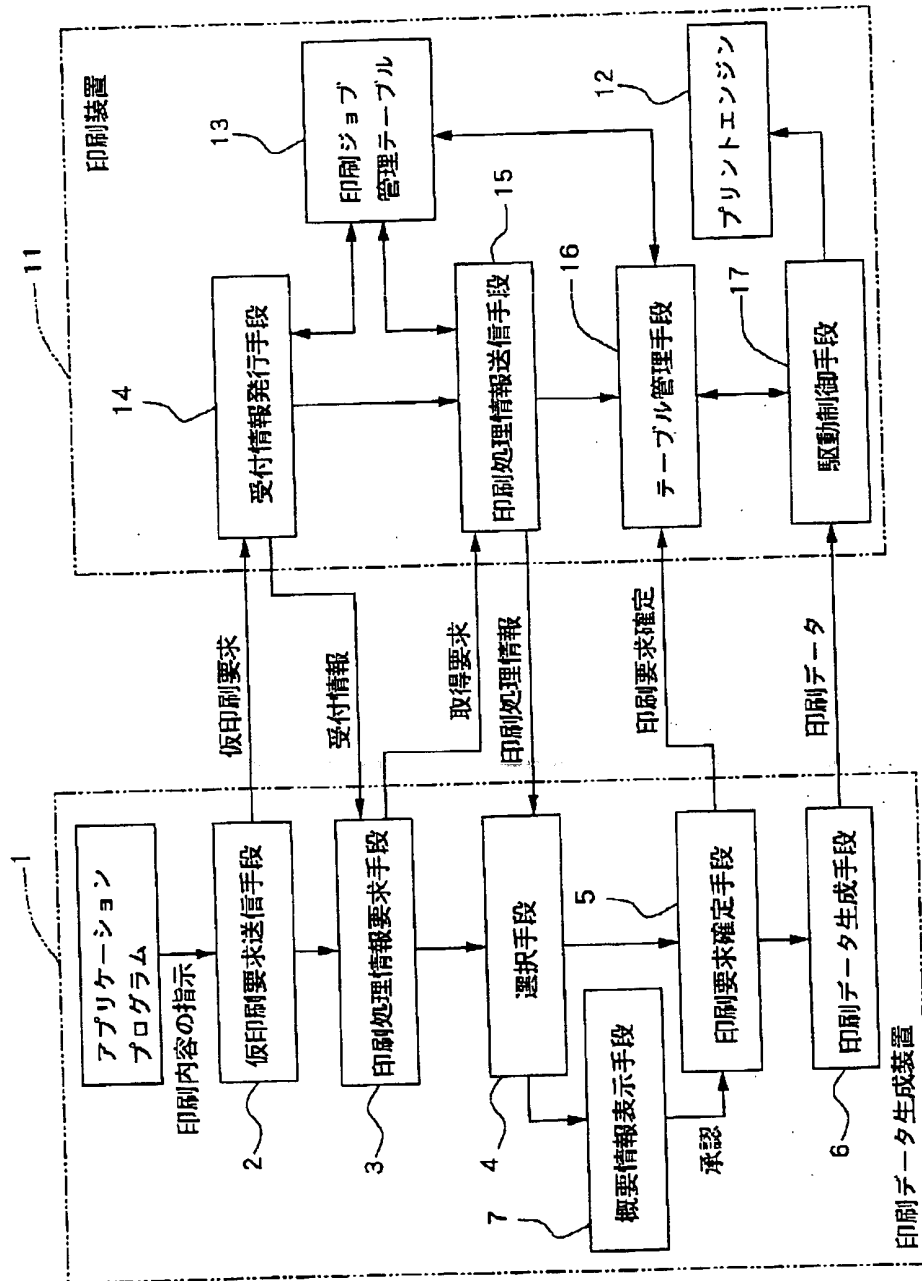 1
アプリケーション
プログラム
印刷内容の指示
仮印刷要求送信手段
2
印刷処理情報要求手段
3
選択手段
4
概要情報表示手段
7
承認
印刷要求確定手段
5
印刷データ生成手段
6
印刷データ生成装置
仮印刷要求
受付情報
取得要求
印刷処理情報
印刷要求確定
印刷データ
11
印刷装置
受付情報発行手段
14
印刷ジョブ
管理テーブル
13
印刷処理情報送信手段
15
テーブル管理手段
16
駆動制御手段
17
プリントエンジン
12